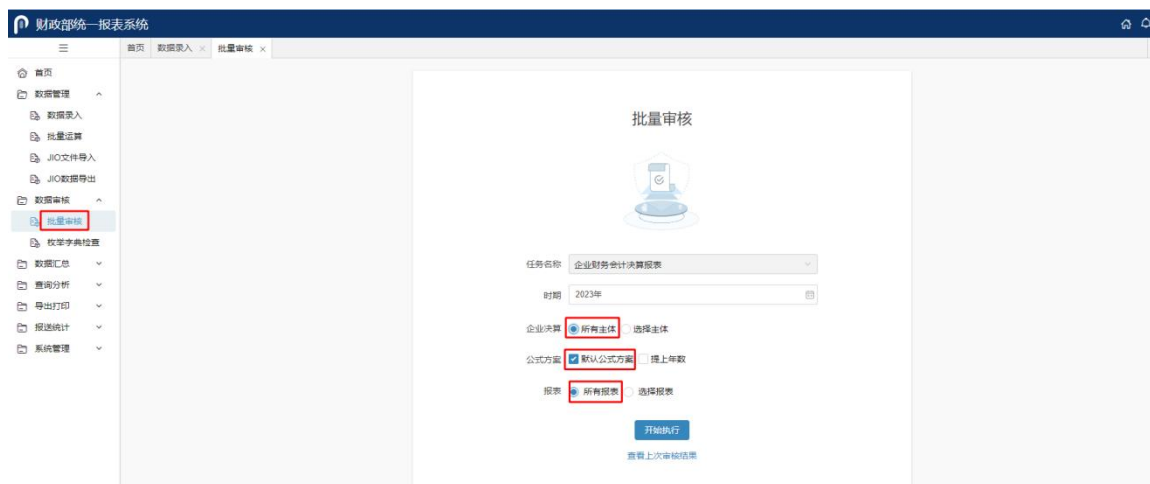 财政部统一报表系统
首页 数据录入 批量审核
首页
数据管理
数据录入
批量运算
JIO文件导入
JIO数据导出
数据审核
批量审核
枚举字典检查
数据汇总
查询分析
导出打印
报送统计
系统管理
批量审核
任务名称 企业财务会计决算报表
时期 2023年
企业决算 所有主体 选择主体
公式方案 默认公式方案 提上年数
报表 所有报表 选择报表
开始执行
查看上次审核结果